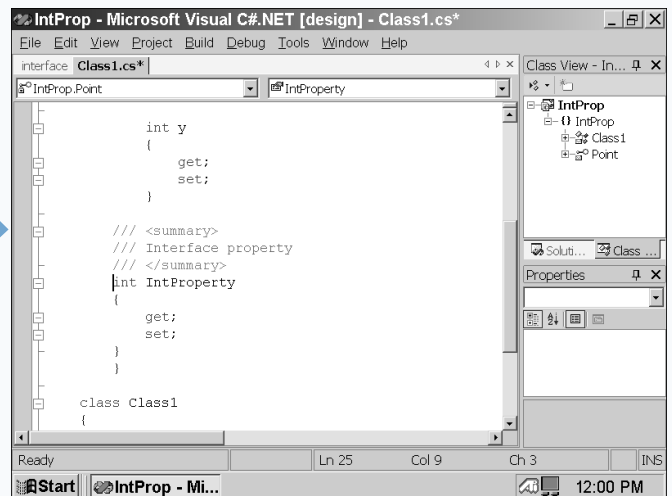 IntProp - Microsoft Visual C#.NET [design] - Class1.cs*
File Edit View Project Build Debug Tools Window Help
interface Class1.cs*
IntProp.Point
IntProperty
int y
{
get;
set;
}
/// <summary>
/// Interface property
/// </summary>
int IntProperty
{
get;
set;
}
}
class Class1
{
Class View - In...
IntProp
{} IntProp
Class1
Point
Soluti... Class ...
Properties
Ready Ln 25 Col 9 Ch 3 INS
Start IntProp - Mi... 12:00 PM